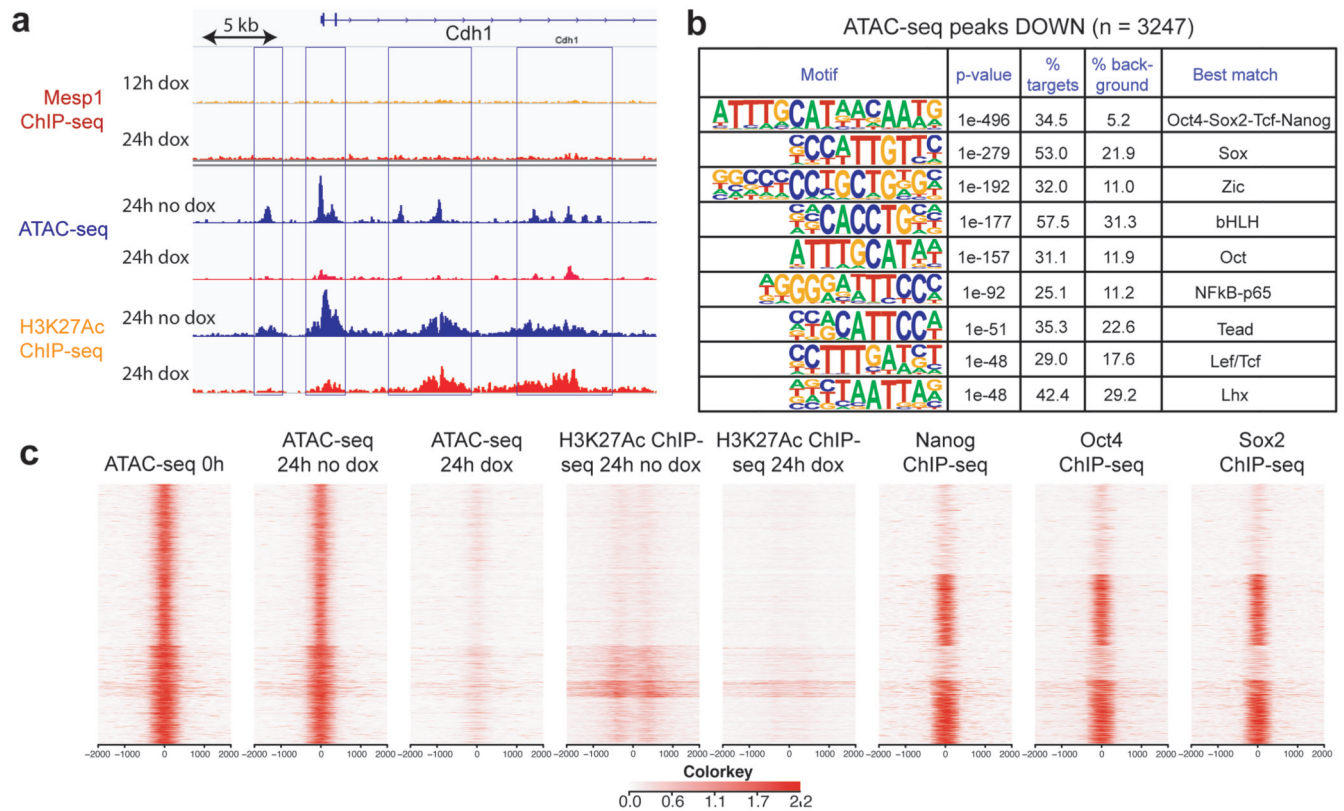 a
5 kb
Cdh1
Cdh1
Mesp1
ChIP-seq
12h dox
24h dox
ATAC-seq
24h no dox
24h dox
H3K27Ac
ChIP-seq
24h no dox
24h dox
b
ATAC-seq peaks DOWN (n = 3247)
Motif p-value % targets % back-ground Best match
1e-496 34.5 5.2 Oct4-Sox2-Tcf-Nanog
1e-279 53.0 21.9 Sox
1e-192 32.0 11.0 Zic
1e-177 57.5 31.3 bHLH
1e-157 31.1 11.9 Oct
1e-92 25.1 11.2 NFkB-p65
1e-51 35.3 22.6 Tead
1e-48 29.0 17.6 Lef/Tcf
1e-48 42.4 29.2 Lhx
c
ATAC-seq 0h
ATAC-seq
24h no dox
ATAC-seq
24h dox
H3K27Ac ChIP-
seq 24h no dox
H3K27Ac ChIP-
seq 24h dox
Nanog
ChIP-seq
Oct4
ChIP-seq
Sox2
ChIP-seq
−2000 −1000 0 1000 2000
−2000 −1000 0 1000 2000
−2000 −1000 0 1000 2000
−2000 −1000 0 1000 2000
−2000 −1000 0 1000 2000
−2000 −1000 0 1000 2000
−2000 −1000 0 1000 2000
−2000 −1000 0 1000 2000
Colorkey
0.0 0.6 1.1 1.7 2.2